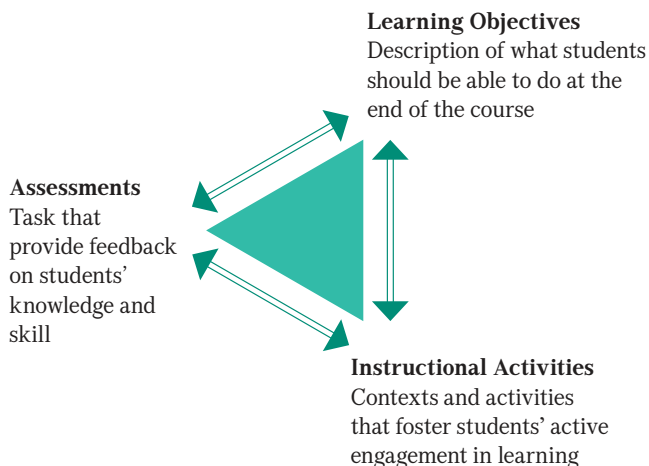 Learning Objectives
Description of what students
should be able to do at the
end of the course
Assessments
Task that
provide feedback
on students’
knowledge and
skill
Instructional Activities
Contexts and activities
that foster students’ active
engagement in learning